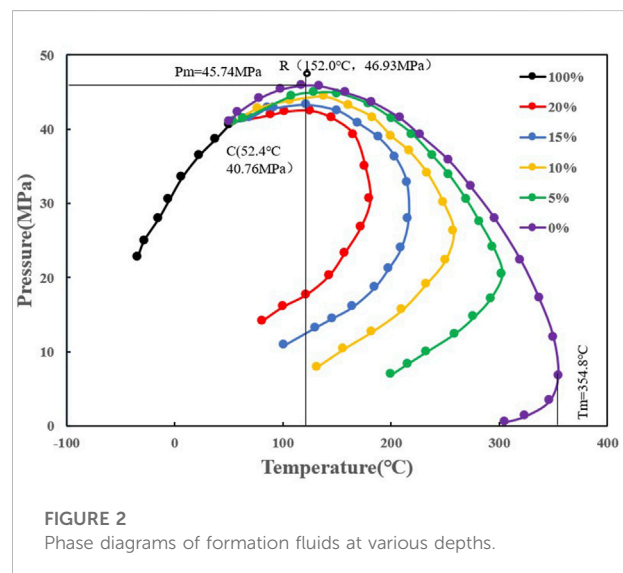 50
40
30
20
10
0
Pressure(MPa)
-100
0
100
200
300
400
Temperature(℃)
Pm=45.74MPa
R（152.0℃，46.93MPa）
C(52.4℃
40.76MPa）
Tm=354.8℃
100%
20%
15%
10%
5%
0%
FIGURE 2
Phase diagrams of formation fluids at various depths.